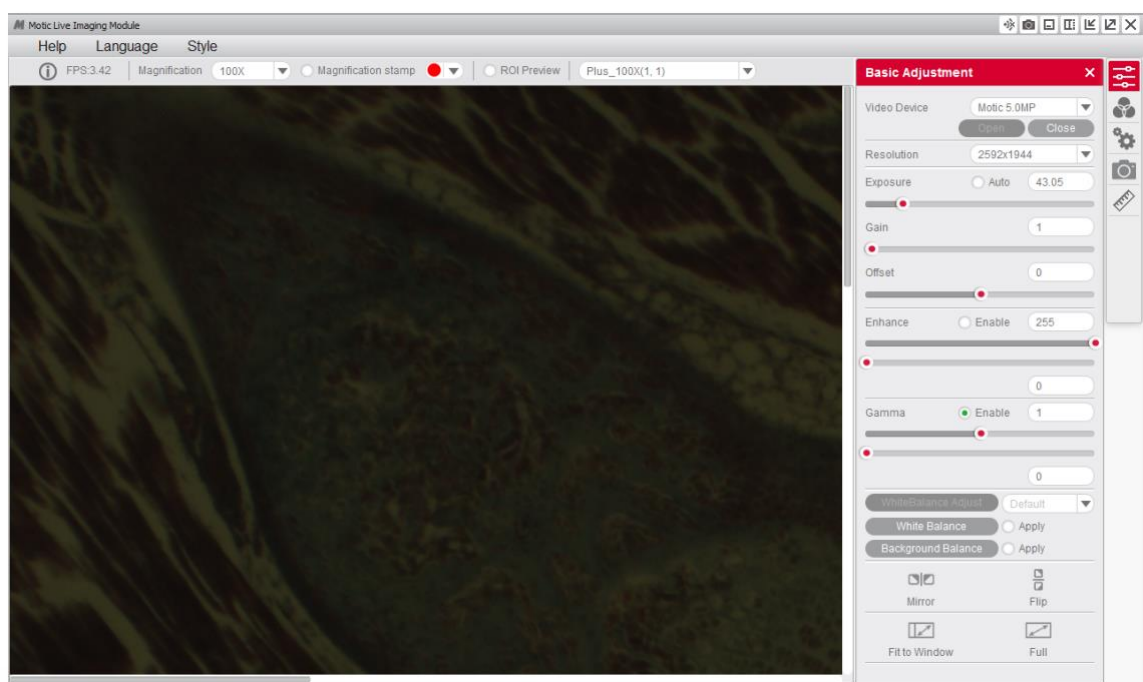 Motic Live Imaging Module
Help Language Style
FPS:3.42 Magnification 100X Magnification stamp ROI Preview Plus_100X(1, 1)
Basic Adjustment
Video Device Motic 5.0MP
Open Close
Resolution 2592x1944
Exposure Auto 43.05
Gain 1
Offset 0
Enhance Enable 255
0
Gamma Enable 1
0
WhiteBalance Adjust Default
White Balance Apply
Background Balance Apply
Mirror Flip
Fit to Window Full